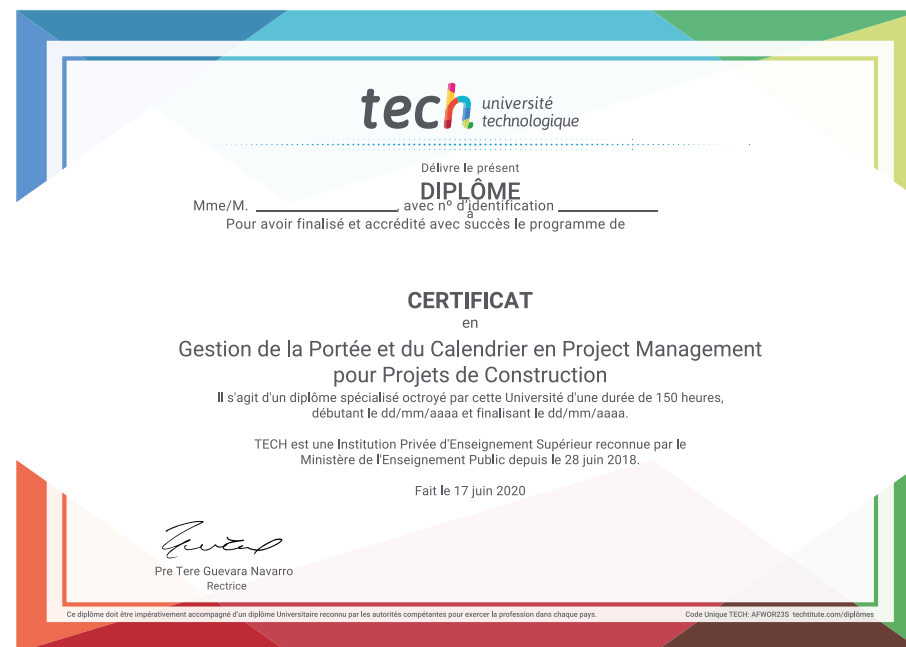 tech université
technologique
Délivre le présent
DIPLÔME
à
Mme/M. ____________, avec nº d'identification ____________
Pour avoir finalisé et accrédité avec succès le programme de
CERTIFICAT
en
Gestion de la Portée et du Calendrier en Project Management
pour Projets de Construction
Il s'agit d'un diplôme spécialisé octroyé par cette Université d'une durée de 150 heures,
débutant le dd/mm/aaaa et finalisant le dd/mm/aaaa.
TECH est une Institution Privée d'Enseignement Supérieur reconnue par le
Ministère de l'Enseignement Public depuis le 28 juin 2018.
Fait le 17 juin 2020
Pre Tere Guevara Navarro
Rectrice
Ce diplôme doit être impérativement accompagné d'un diplôme Universitaire reconnu par les autorités compétantes pour exercer la profession dans chaque pays.
Code Unique TECH: AFWOR23S techtitute.com/diplômes